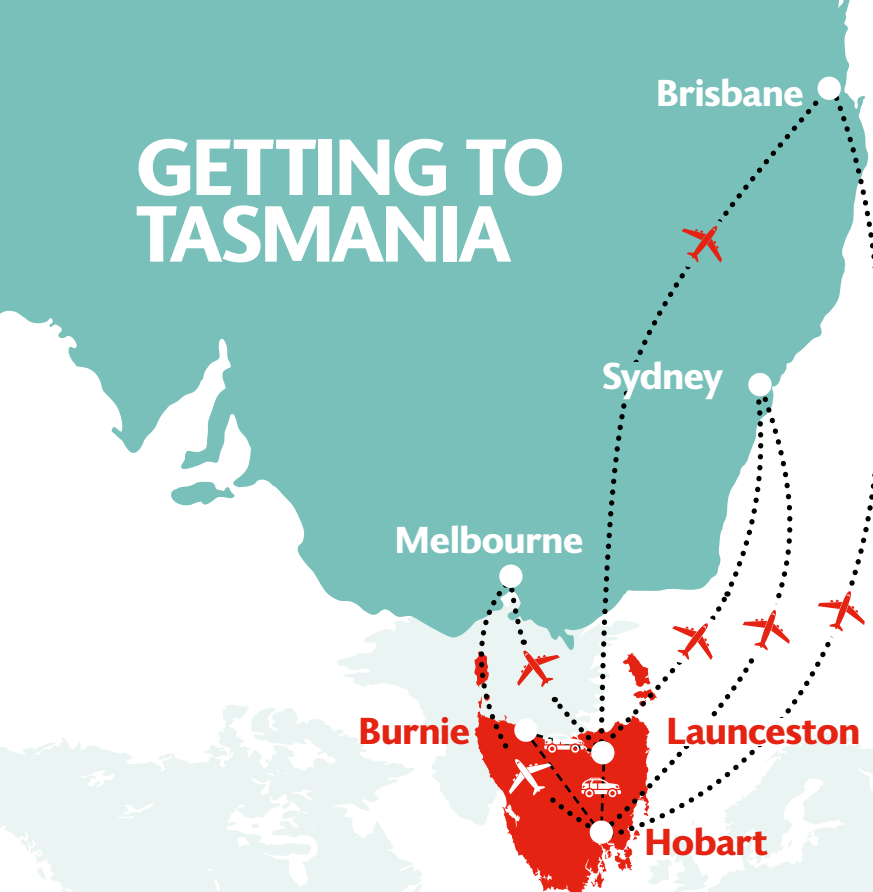 Brisbane
GETTING TO
TASMANIA
Sydney
Melbourne
Burnie
Launceston
Hobart